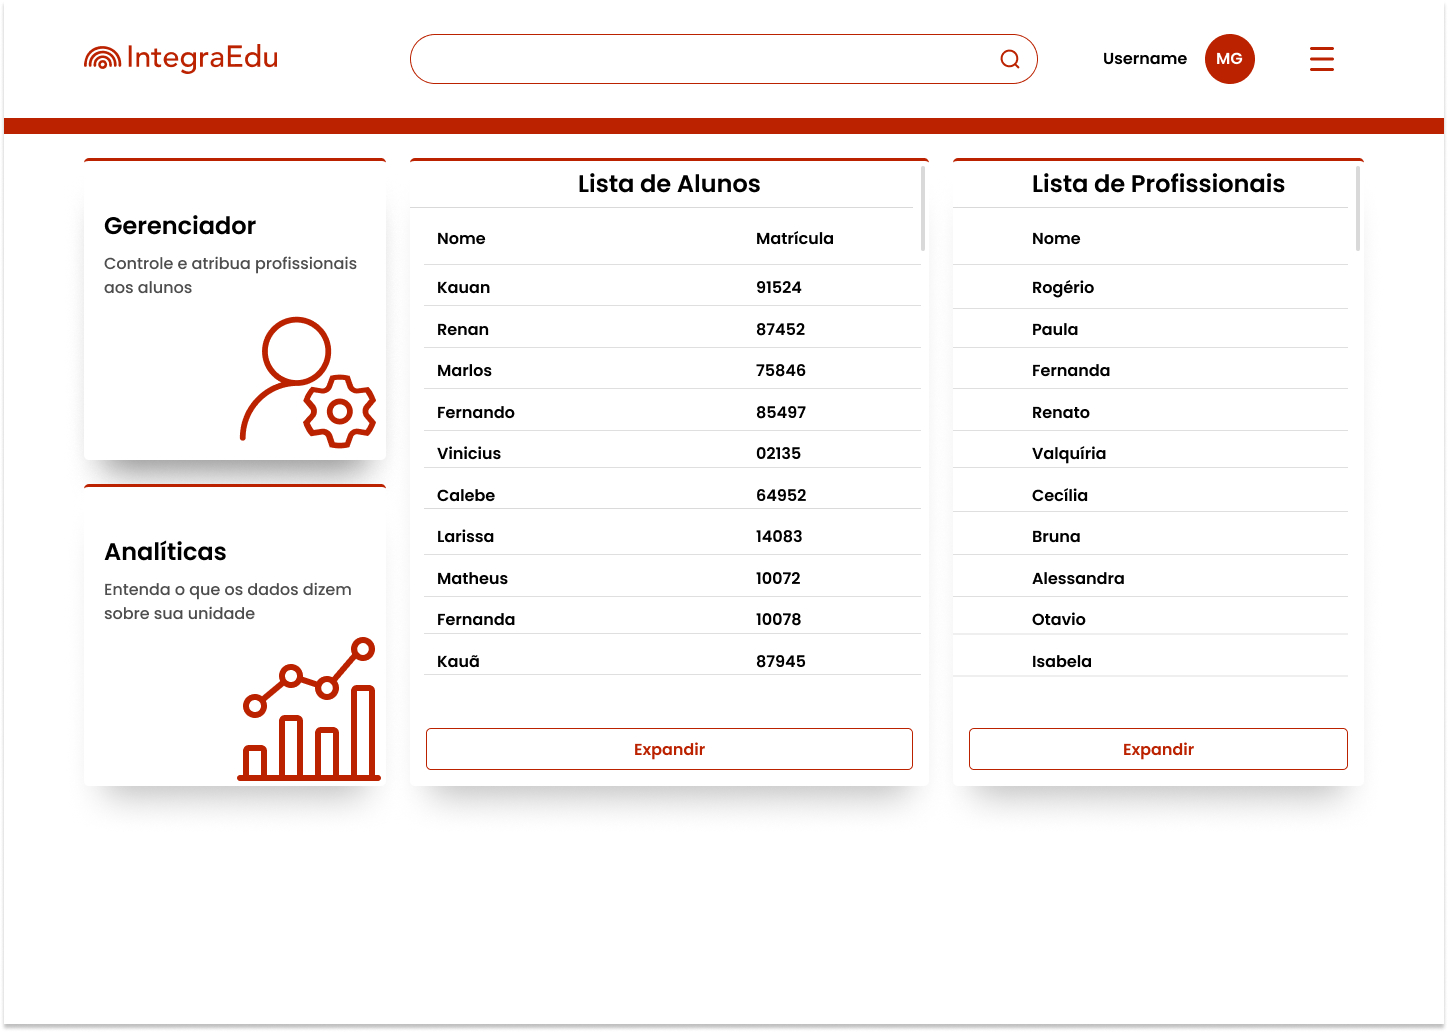 IntegraEdu
Username
MG
Gerenciador
Controle e atribua profissionais
aos alunos
Analíticas
Entenda o que os dados dizem
sobre sua unidade
Lista de Alunos
Nome Matrícula
Kauan 91524
Renan 87452
Marlos 75846
Fernando 85497
Vinicius 02135
Calebe 64952
Larissa 14083
Matheus 10072
Fernanda 10078
Kauã 87945
Expandir
Lista de Profissionais
Nome
Rogério
Paula
Fernanda
Renato
Valquíria
Cecília
Bruna
Alessandra
Otavio
Isabela
Expandir